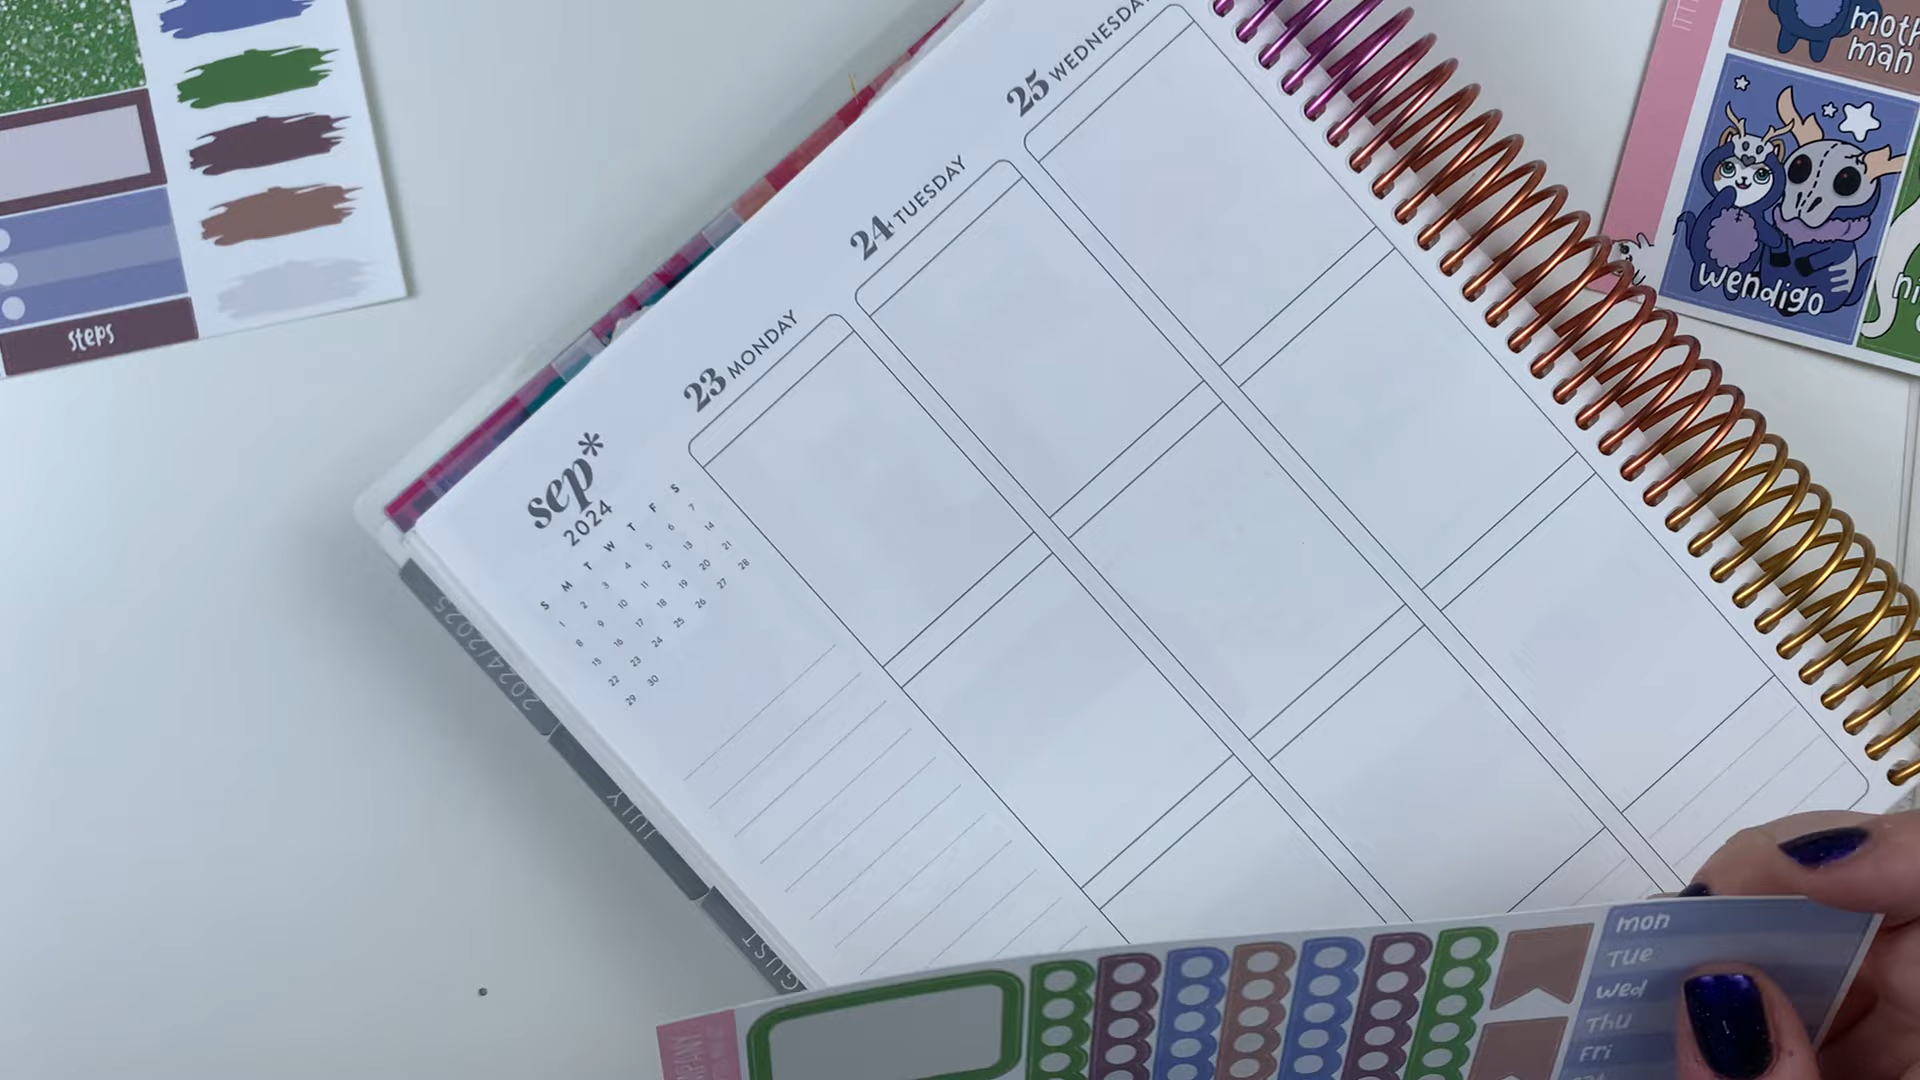 steps
25 WEDNESDAY
24 TUESDAY
23 MONDAY
sep*
2024
S M T W T F S
1 2 3 4 5 6 7
8 9 10 11 12 13 14
15 16 17 18 19 20 21
22 23 24 25 26 27 28
29 30
2024/2025
JULY
GUST
moth
man
wendigo
ni
mon
Tue
wed
Thu
Fri